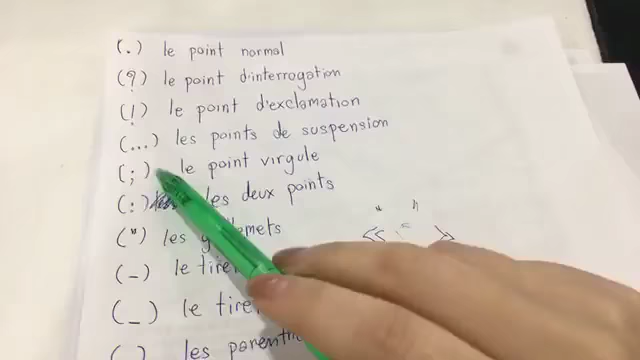 (.) le point normal
(?) le point d'interrogation
(!) le point d'exclamation
(...) les points de suspension
(;) le point virgule
(:) les deux points
(") les
(-) le
(_) le
( ) les
" "
« »